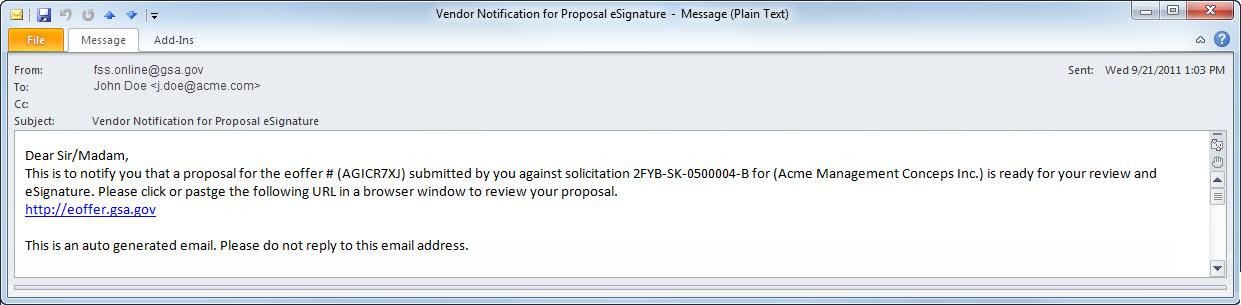 Vendor Notification for Proposal eSignature - Message (Plain Text)
File Message Add-Ins
From: fss.online@gsa.gov Sent: Wed 9/21/2011 1:03 PM
To: John Doe <j.doe@acme.com>
Cc:
Subject: Vendor Notification for Proposal eSignature
Dear Sir/Madam,
This is to notify you that a proposal for the eoffer # (AGICR7XJ) submitted by you against solicitation 2FYB-SK-0500004-B for (Acme Management Conceps Inc.) is ready for your review and
eSignature. Please click or pastge the following URL in a browser window to review your proposal.
http://eoffer.gsa.gov
This is an auto generated email. Please do not reply to this email address.